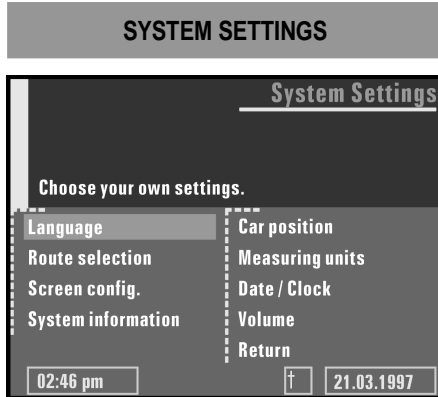 SYSTEM SETTINGS
System Settings
Choose your own settings.
Language
Route selection
Screen config.
System information
Car position
Measuring units
Date / Clock
Volume
Return
02:46 pm
† 21.03.1997